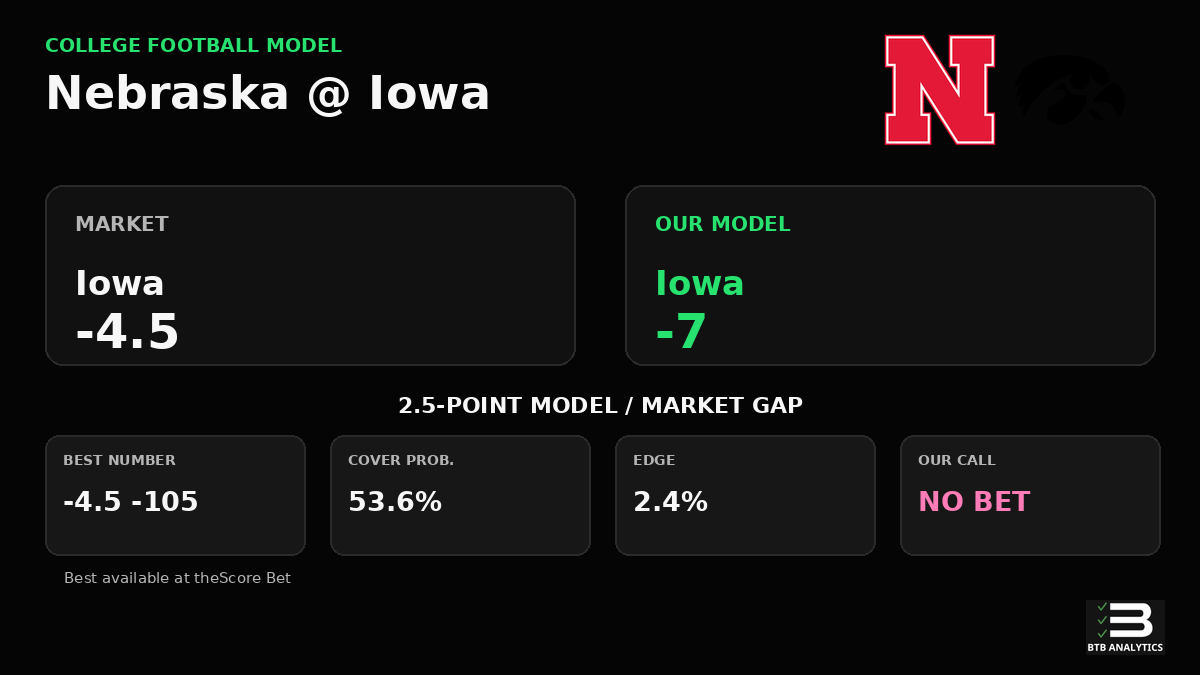 COLLEGE FOOTBALL MODEL
Nebraska @ Iowa
N
MARKET
Iowa
-4.5
OUR MODEL
Iowa
-7
2.5-POINT MODEL / MARKET GAP
BEST NUMBER
-4.5 -105
COVER PROB.
53.6%
EDGE
2.4%
OUR CALL
NO BET
Best available at theScore Bet
B
BTB ANALYTICS